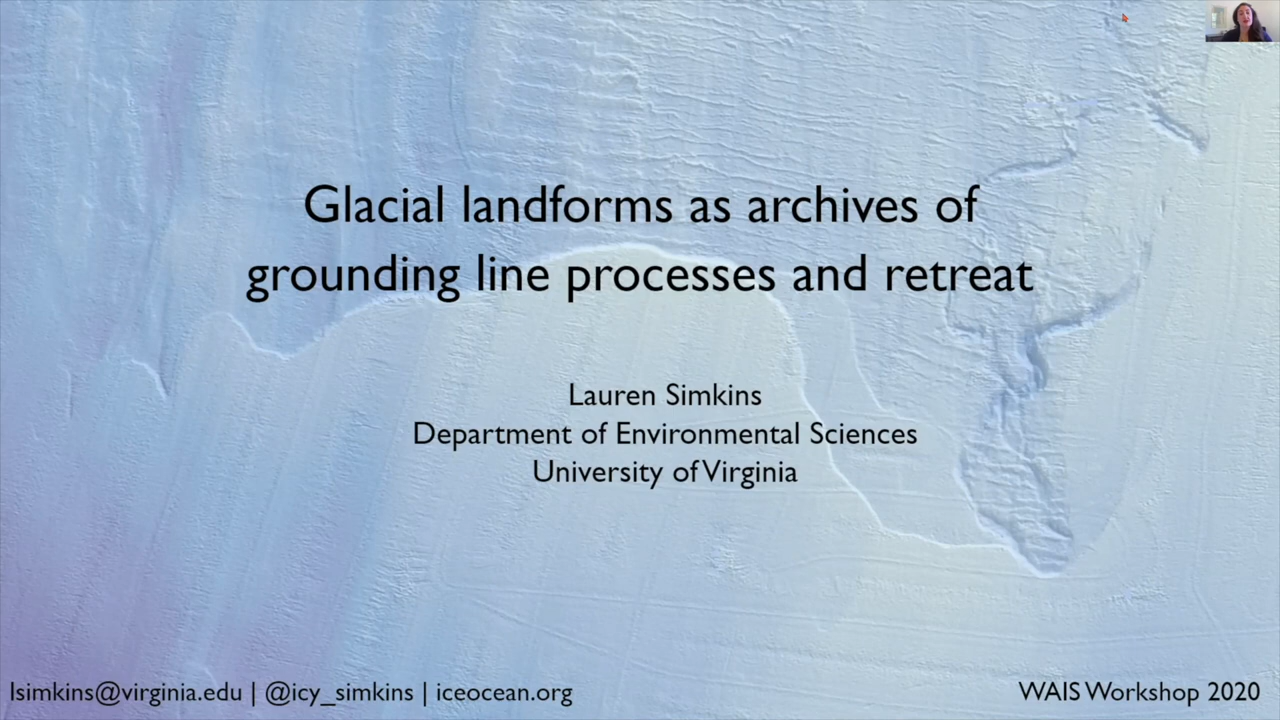 Glacial landforms as archives of
grounding line processes and retreat
Lauren Simkins
Department of Environmental Sciences
University of Virginia
lsimkins@virginia.edu | @icy_simkins | iceocean.org
WAIS Workshop 2020